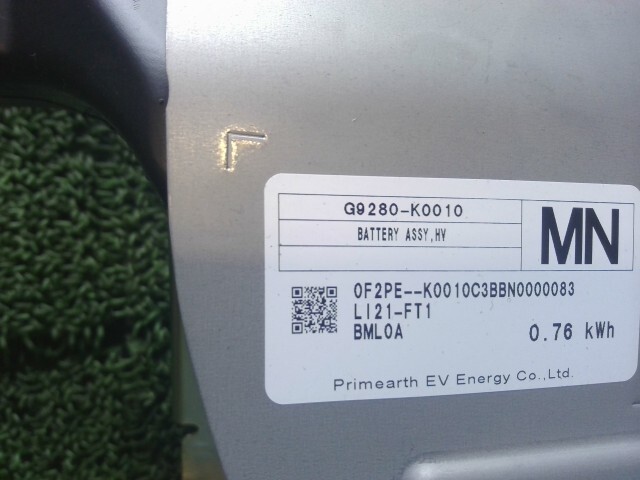 G9280-K0010
BATTERY ASSY,HV
MN
0F2PE--K0010C3BBN0000083
LI21-FT1
BML0A 0.76 kWh
Primearth EV Energy Co.,Ltd.